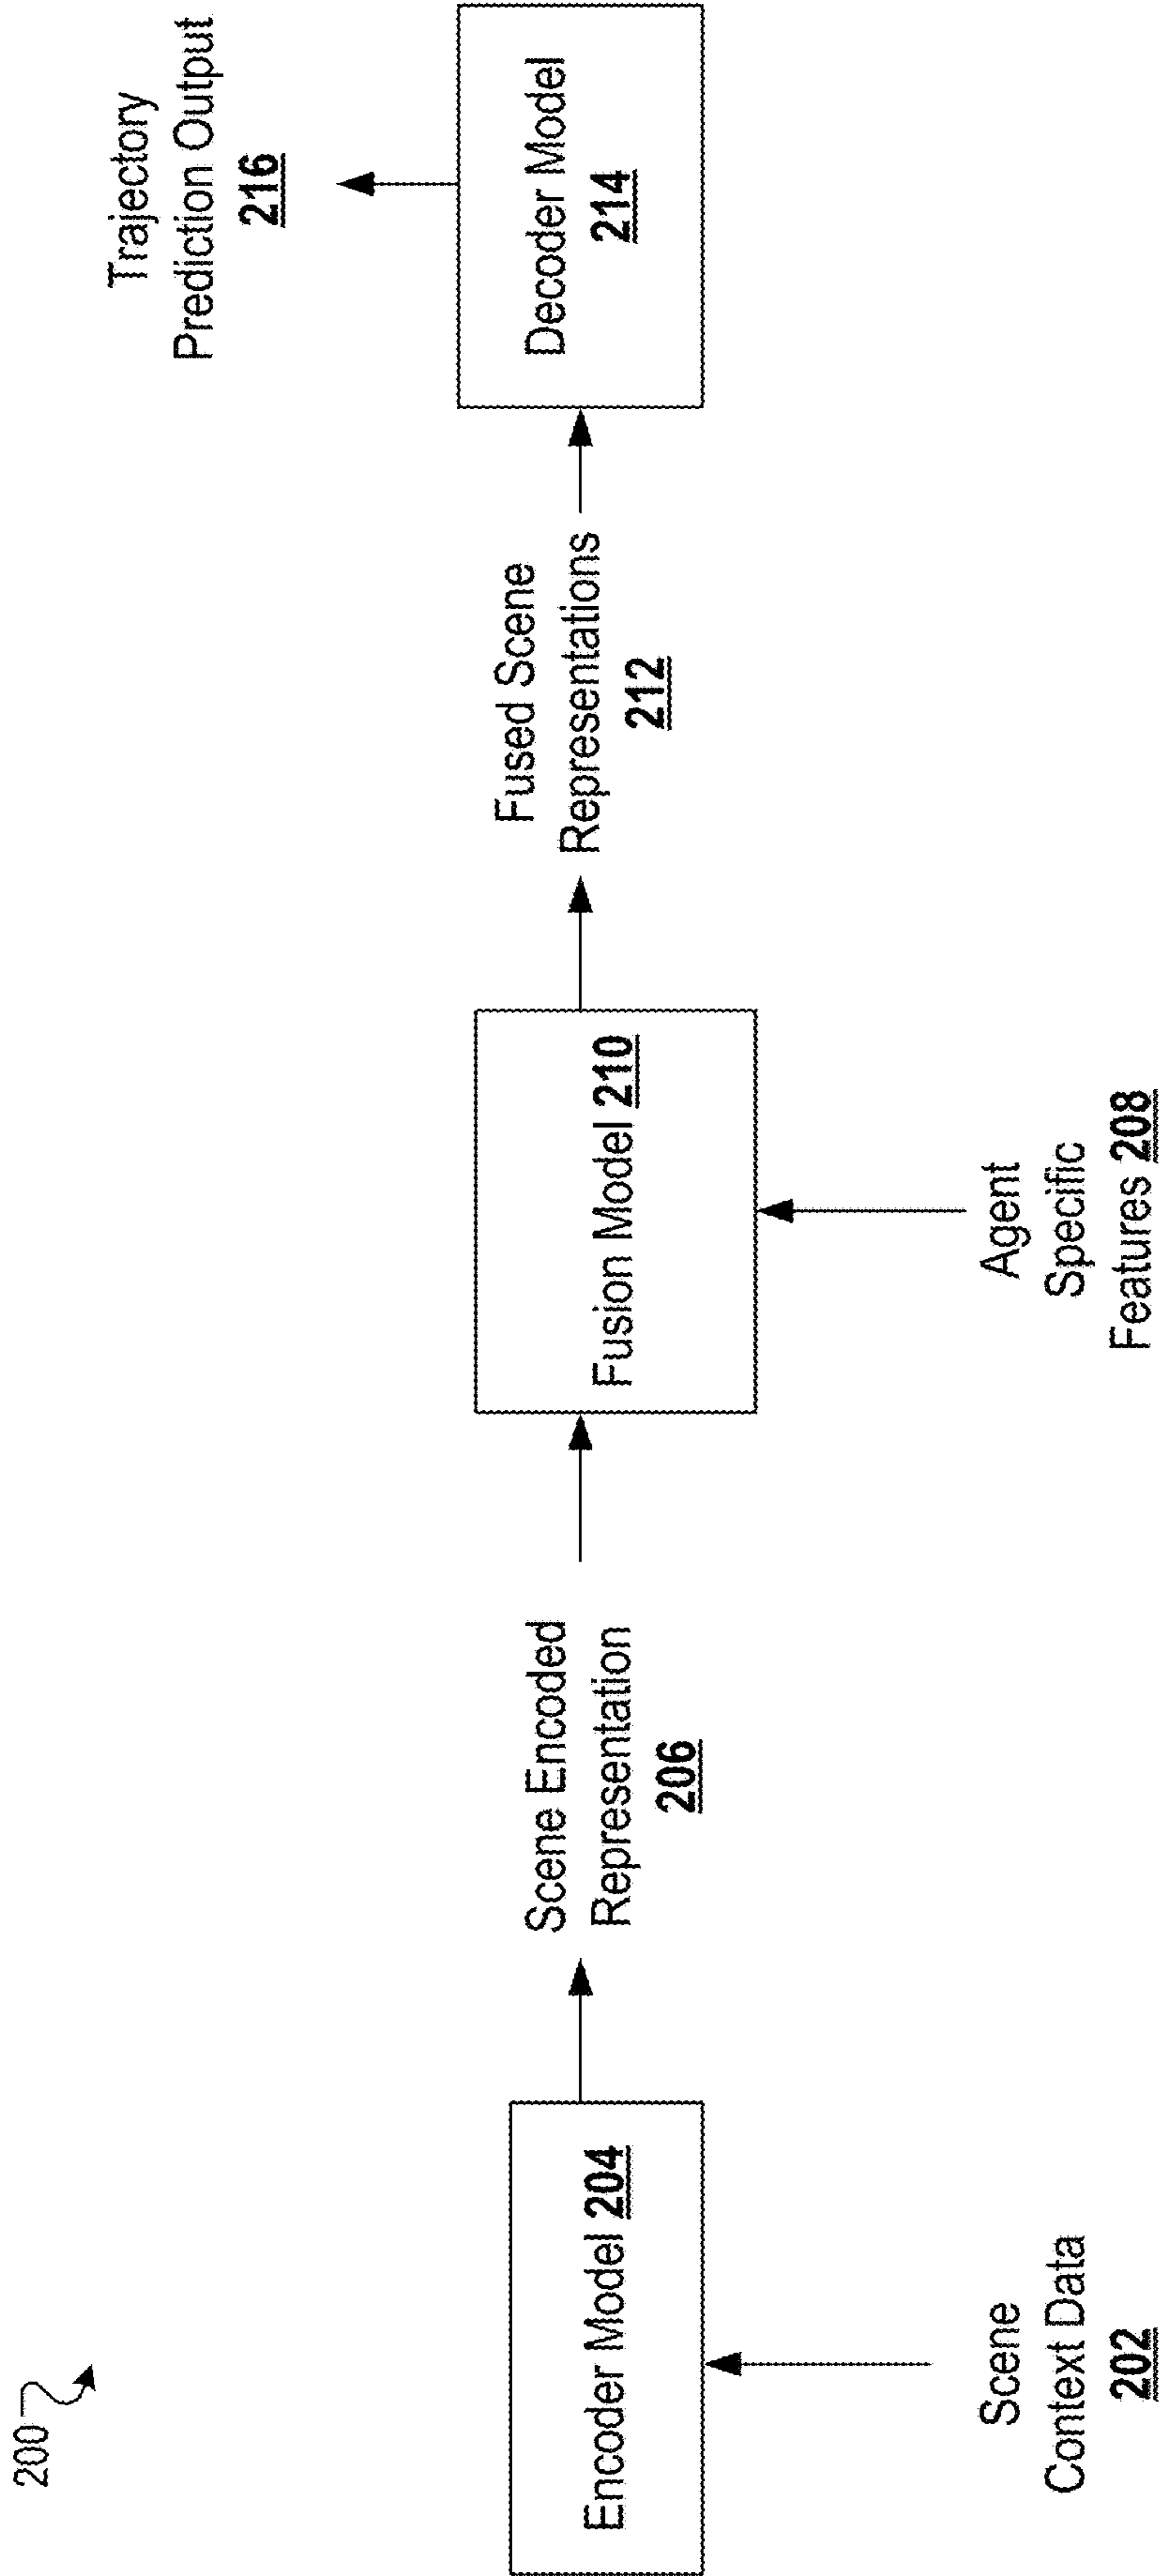 200
Scene
Context Data
202
Encoder Model 204
Scene Encoded
Representation
206
Agent
Specific
Features 208
Fusion Model 210
Fused Scene
Representations
212
Decoder Model
214
Trajectory
Prediction Output
216